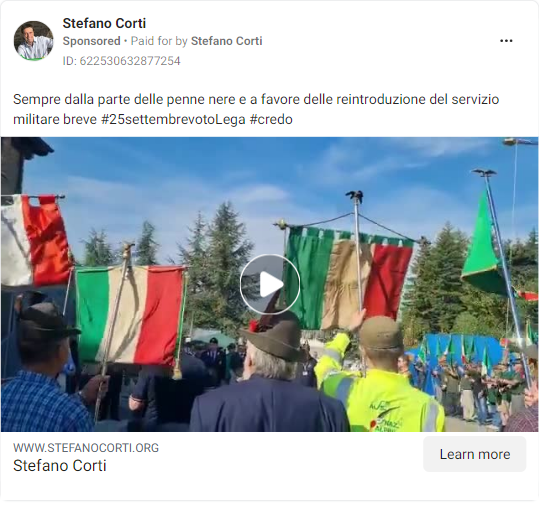 Stefano Corti
Sponsored • Paid for by Stefano Corti
ID: 622530632877254
Sempre dalla parte delle penne nere e a favore delle reintroduzione del servizio
militare breve #25settembrevotoLega #credo
WWW.STEFANOCORTI.ORG
Stefano Corti
Learn more